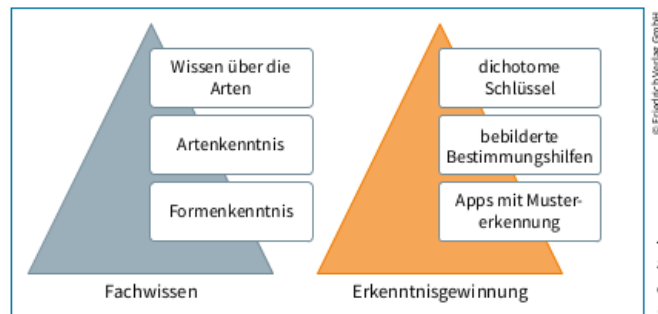 Wissen über die
Arten
Artenkenntnis
Formenkenntnis
Fachwissen
dichotome
Schlüssel
bebilderte
Bestimmungshilfen
Apps mit Muster-
erkennung
Erkenntnisgewinnung
© Friedrich Verlag GmbH